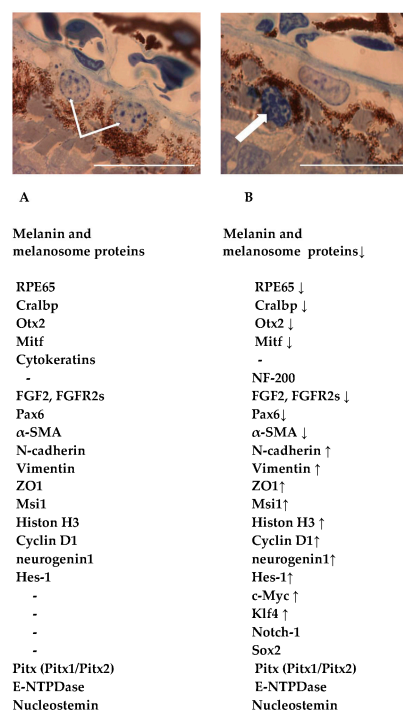 A
B
Melanin and
melanosome proteins
Melanin and
melanosome proteins↓
RPE65
RPE65 ↓
Cralbp
Cralbp ↓
Otx2
Otx2 ↓
Mitf
Mitf ↓
Cytokeratins
-
-
NF-200
FGF2, FGFR2s
FGF2, FGFR2s ↓
Pax6
Pax6↓
α-SMA
α-SMA ↓
N-cadherin
N-cadherin ↑
Vimentin
Vimentin ↑
ZO1
ZO1↑
Msi1
Msi1↑
Histon H3
Histon H3 ↑
Cyclin D1
Cyclin D1↑
neurogenin1
neurogenin1↑
Hes-1
Hes-1↑
-
c-Myc ↑
-
Klf4 ↑
-
Notch-1
-
Sox2
Pitx (Pitx1/Pitx2)
Pitx (Pitx1/Pitx2)
E-NTPDase
E-NTPDase
Nucleostemin
Nucleostemin